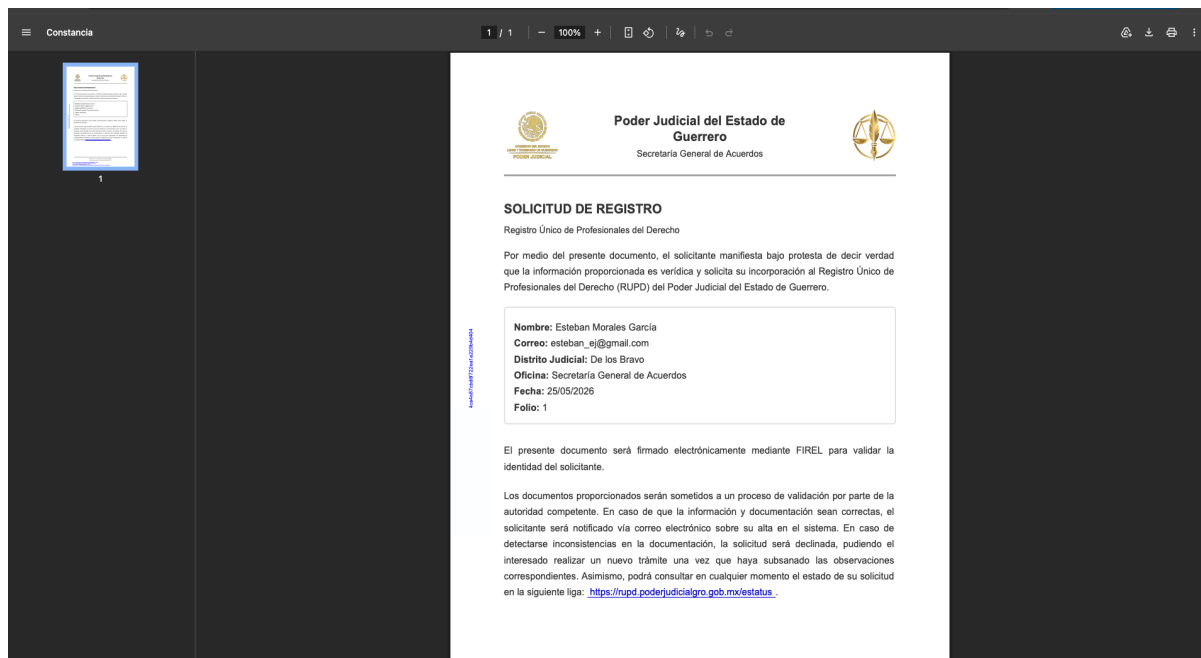 Constancia
1 / 1
100%
1
GOBIERNO DEL ESTADO
LIBRE Y SOBERANO DE GUERRERO
PODER JUDICIAL
Poder Judicial del Estado de
Guerrero
Secretaría General de Acuerdos
SOLICITUD DE REGISTRO
Registro Único de Profesionales del Derecho
Por medio del presente documento, el solicitante manifiesta bajo protesta de decir verdad
que la información proporcionada es verídica y solicita su incorporación al Registro Único de
Profesionales del Derecho (RUPD) del Poder Judicial del Estado de Guerrero.
Nombre: Esteban Morales García
Correo: esteban_ej@gmail.com
Distrito Judicial: De los Bravo
Oficina: Secretaría General de Acuerdos
Fecha: 25/05/2026
Folio: 1
El presente documento será firmado electrónicamente mediante FIREL para validar la
identidad del solicitante.
Los documentos proporcionados serán sometidos a un proceso de validación por parte de la
autoridad competente. En caso de que la información y documentación sean correctas, el
solicitante será notificado vía correo electrónico sobre su alta en el sistema. En caso de
detectarse inconsistencias en la documentación, la solicitud será declinada, pudiendo el
interesado realizar un nuevo trámite una vez que haya subsanado las observaciones
correspondientes. Asimismo, podrá consultar en cualquier momento el estado de su solicitud
en la siguiente liga: https://rupd.poderjudicialgro.gob.mx/estatus .